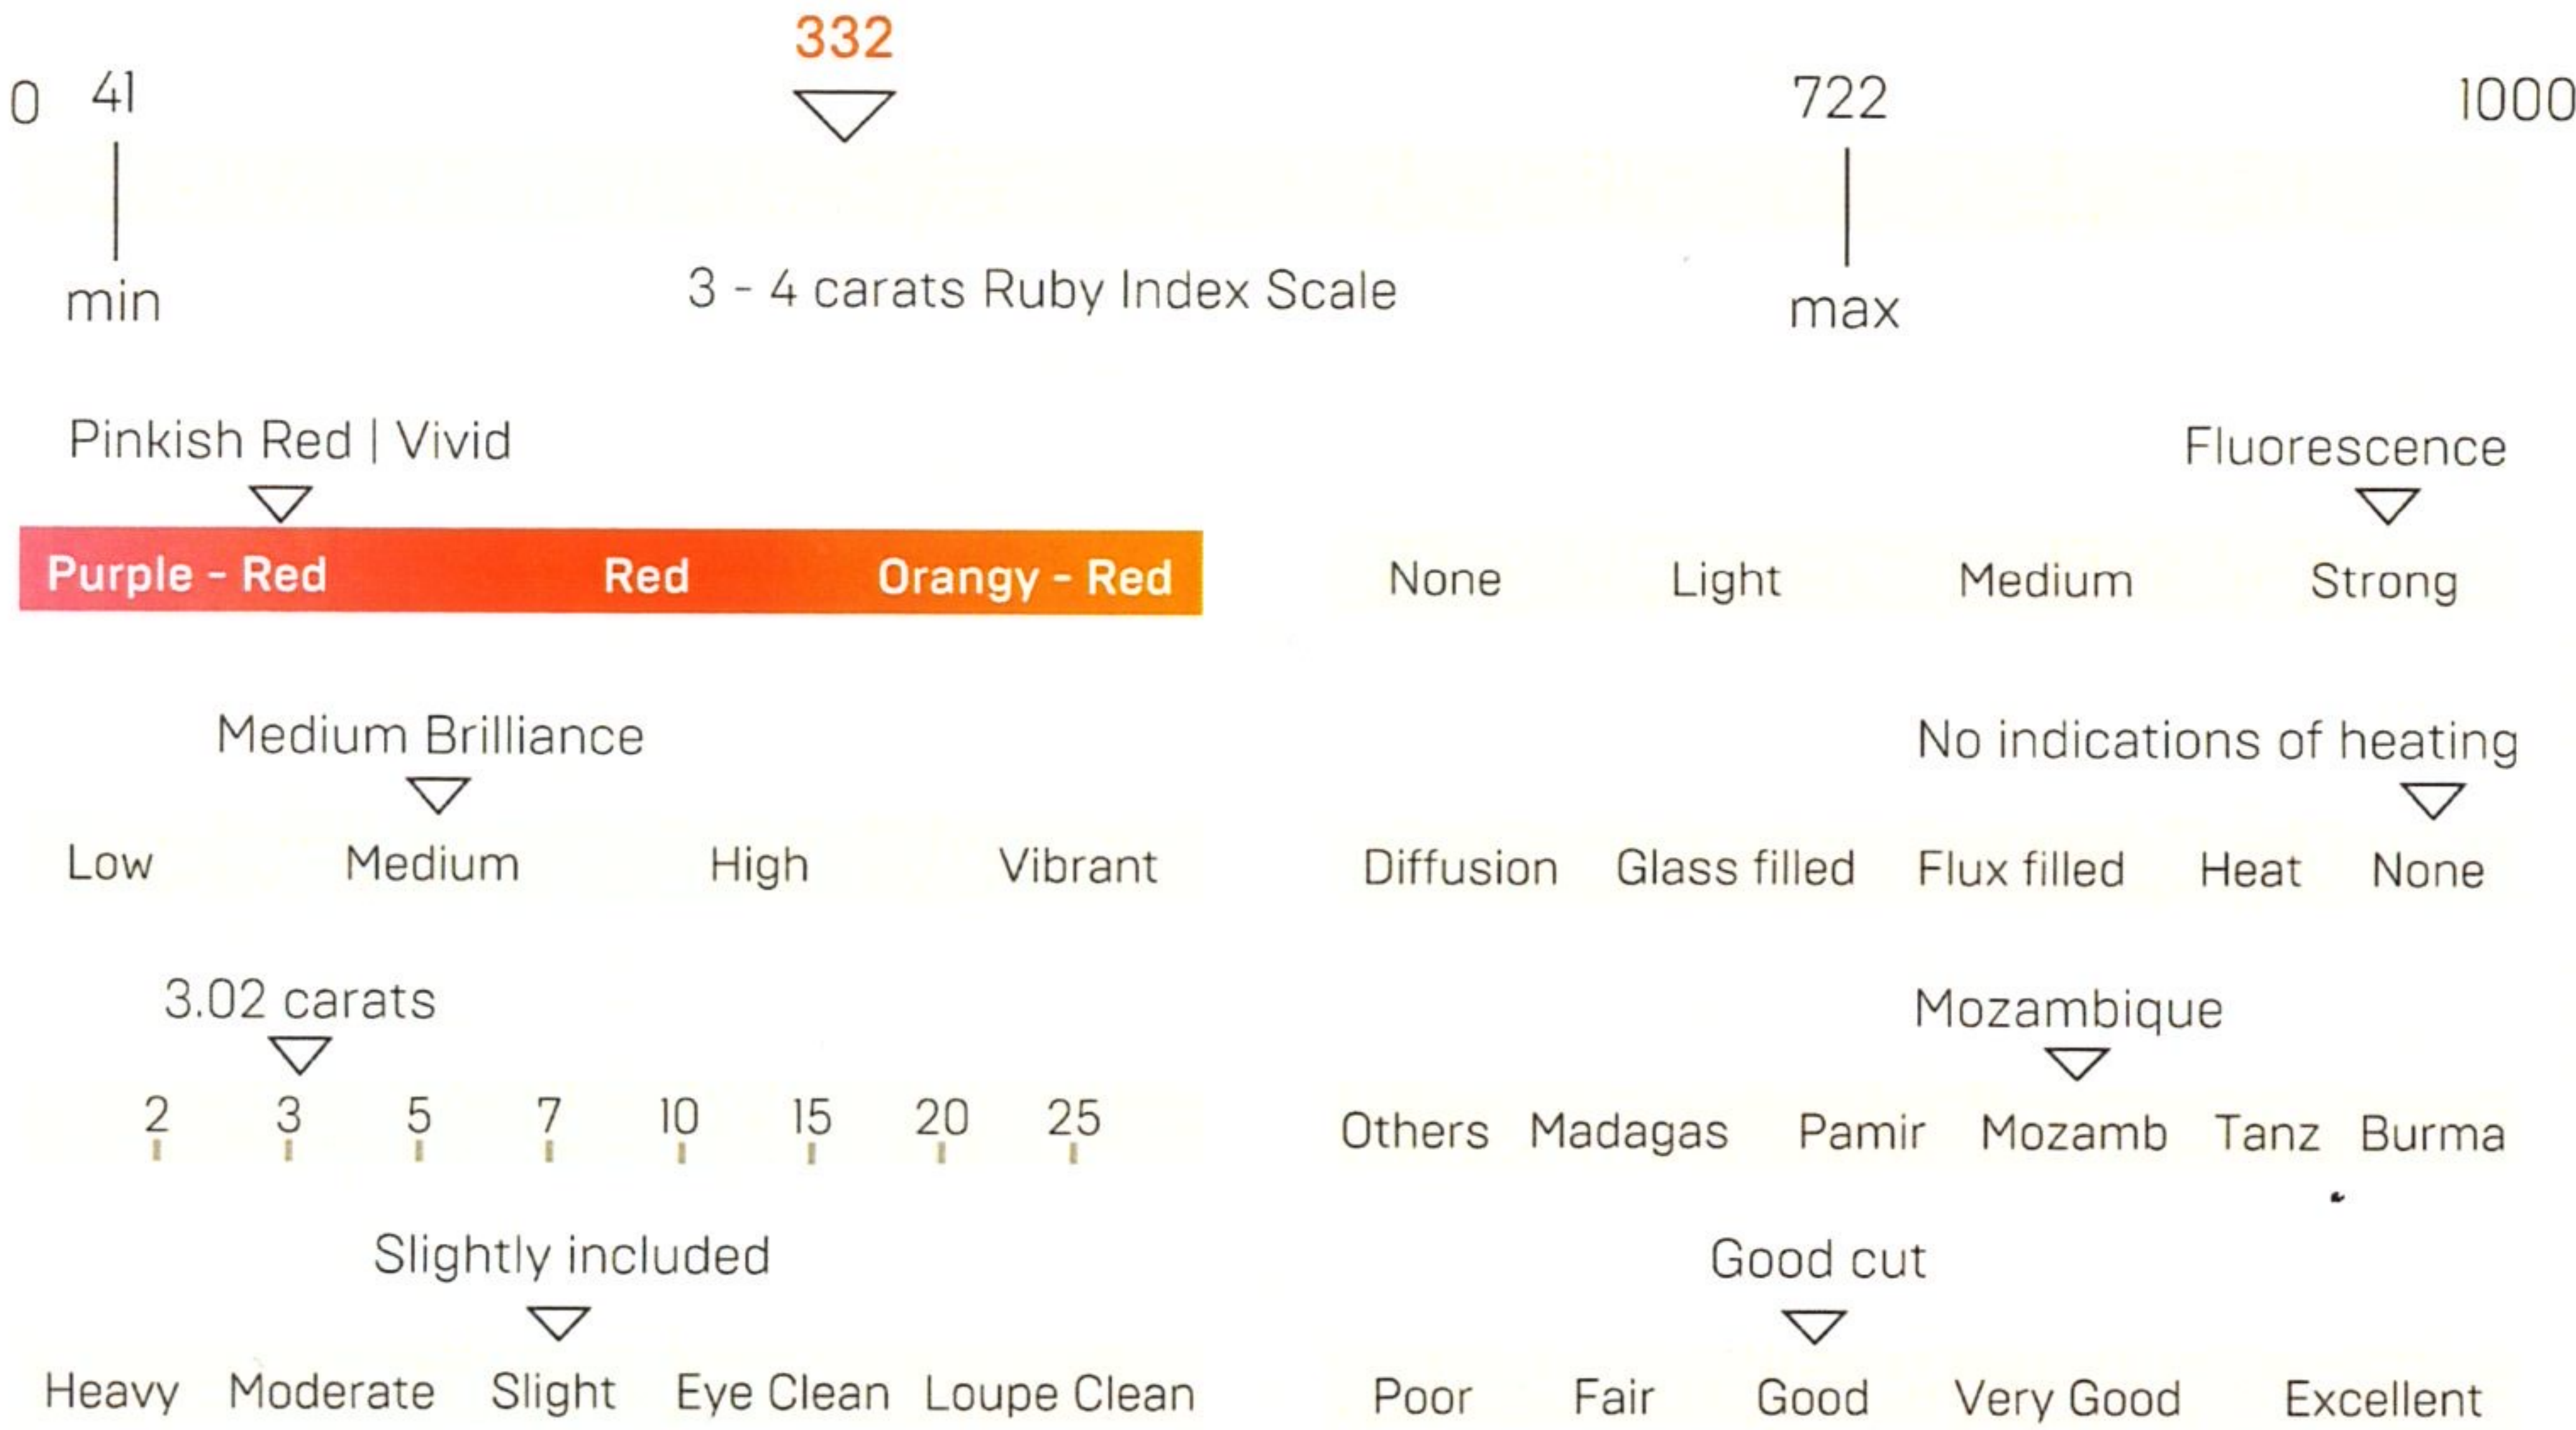 332
0 41 722 1000
min 3 - 4 carats Ruby Index Scale max
Pinkish Red | Vivid
Purple - Red Red Orangy - Red
Fluorescence
None Light Medium Strong
Medium Brilliance
Low Medium High Vibrant
No indications of heating
Diffusion Glass filled Flux filled Heat None
3.02 carats
2 3 5 7 10 15 20 25
Mozambique
Others Madagas Pamir Mozamb Tanz Burma
Slightly included
Heavy Moderate Slight Eye Clean Loupe Clean
Good cut
Poor Fair Good Very Good Excellent